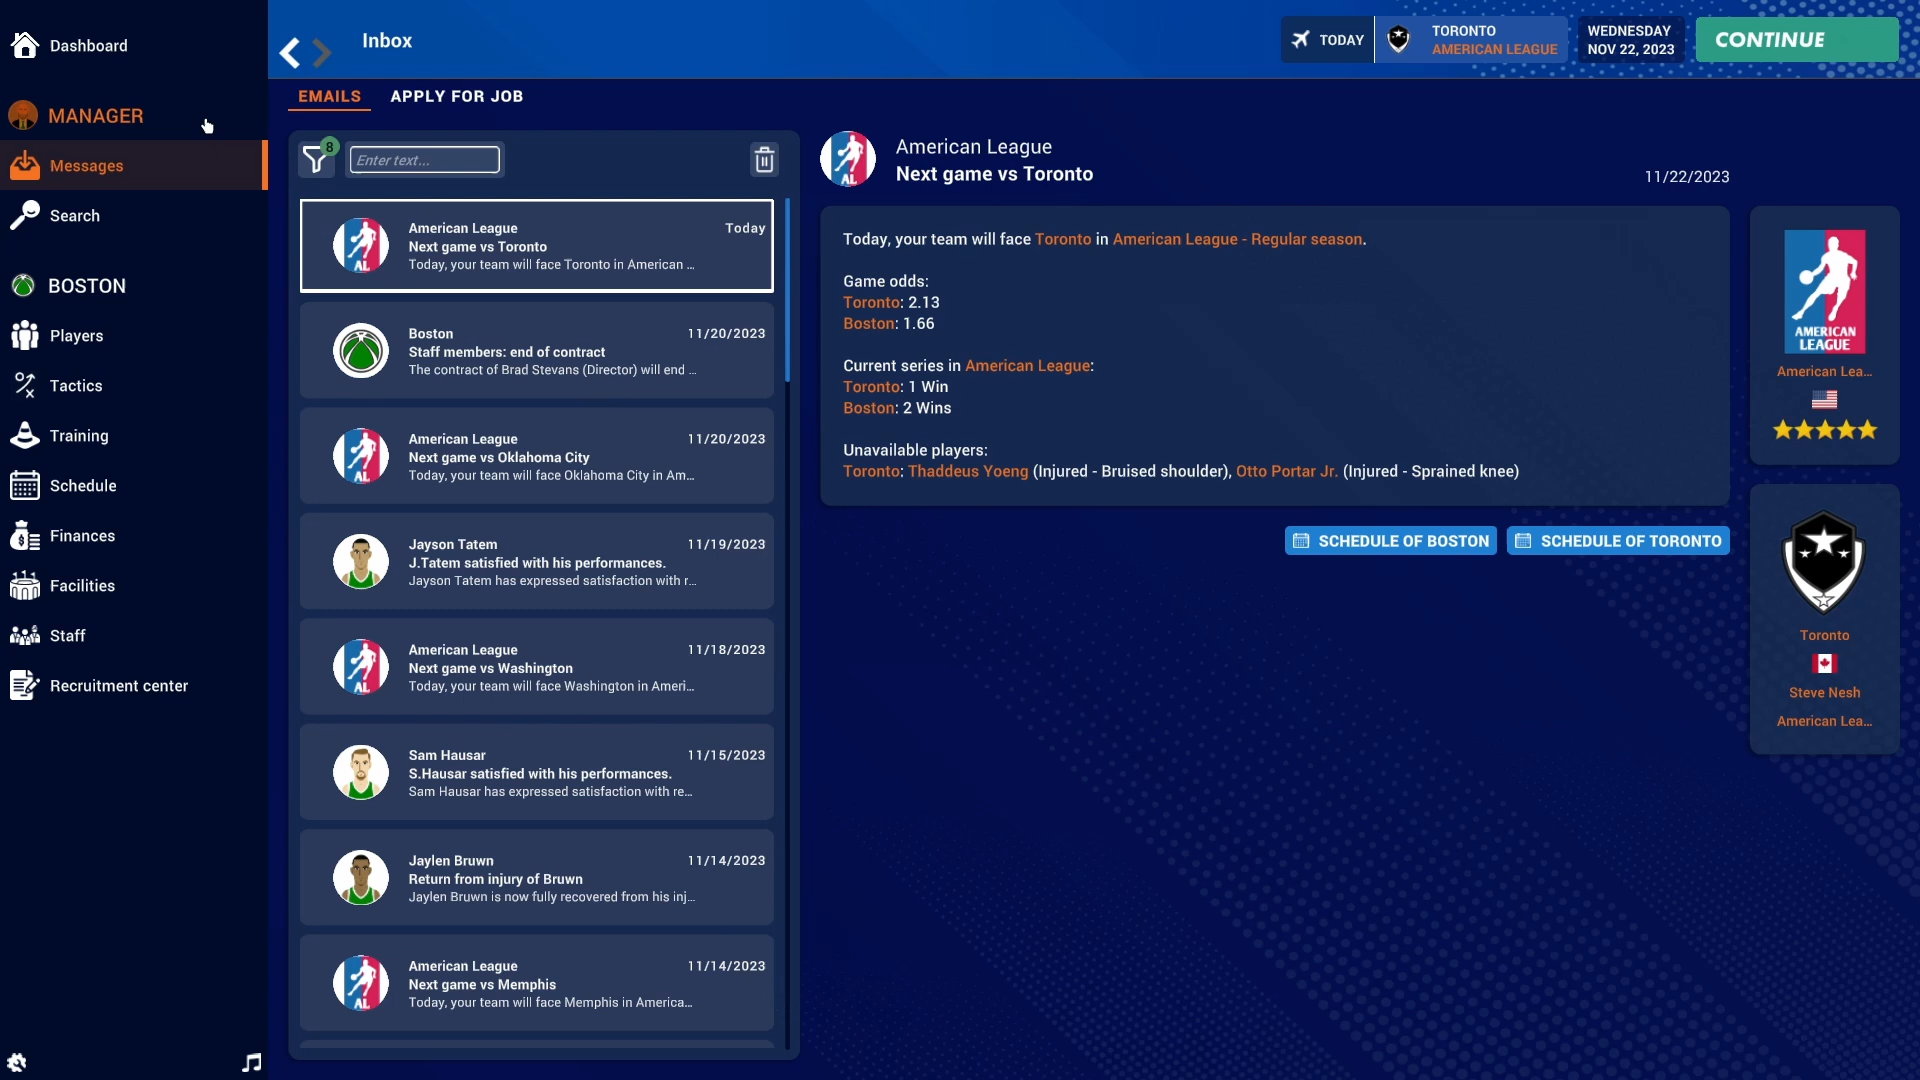 Dashboard
MANAGER
Messages
Search
BOSTON
Players
Tactics
Training
Schedule
Finances
Facilities
Staff
Recruitment center
Inbox
TODAY
TORONTO
AMERICAN LEAGUE
WEDNESDAY
NOV 22, 2023
CONTINUE
EMAILS
APPLY FOR JOB
8
Enter text...
American League
Today
Next game vs Toronto
Today, your team will face Toronto in American ...
Boston
11/20/2023
Staff members: end of contract
The contract of Brad Stevans (Director) will end ...
American League
11/20/2023
Next game vs Oklahoma City
Today, your team will face Oklahoma City in Am...
Jayson Tatem
11/19/2023
J.Tatem satisfied with his performances.
Jayson Tatem has expressed satisfaction with r...
American League
11/18/2023
Next game vs Washington
Today, your team will face Washington in Ameri...
Sam Hausar
11/15/2023
S.Hausar satisfied with his performances.
Sam Hausar has expressed satisfaction with re...
Jaylen Bruwn
11/14/2023
Return from injury of Bruwn
Jaylen Bruwn is now fully recovered from his inj...
American League
11/14/2023
Next game vs Memphis
Today, your team will face Memphis in America...
AL
AL
AL
AL
AL
American League
Next game vs Toronto
11/22/2023
Today, your team will face Toronto in American League - Regular season.
Game odds:
Toronto: 2.13
Boston: 1.66
Current series in American League:
Toronto: 1 Win
Boston: 2 Wins
Unavailable players:
Toronto: Thaddeus Yoeng (Injured - Bruised shoulder), Otto Portar Jr. (Injured - Sprained knee)
SCHEDULE OF BOSTON
SCHEDULE OF TORONTO
AMERICAN
LEAGUE
American Lea...
Toronto
Steve Nesh
American Lea...